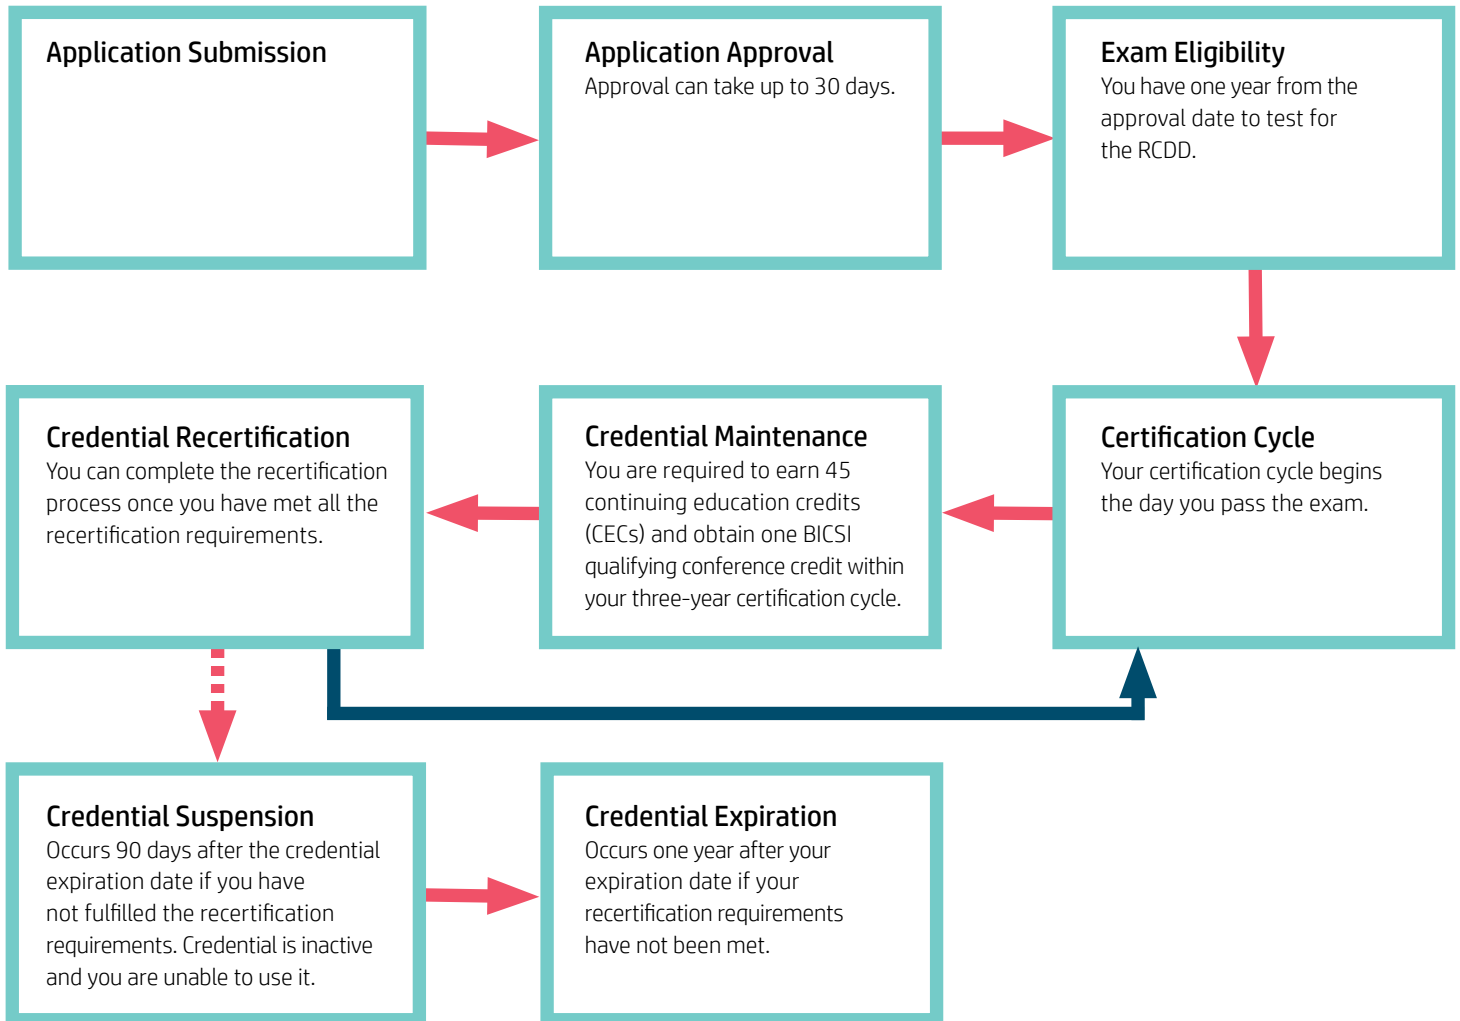 Application Submission
Application Approval
Approval can take up to 30 days.
Exam Eligibility
You have one year from the
approval date to test for
the RCDD.
Credential Recertification
You can complete the recertification
process once you have met all the
recertification requirements.
Credential Maintenance
You are required to earn 45
continuing education credits
(CECs) and obtain one BICSI
qualifying conference credit within
your three-year certification cycle.
Certification Cycle
Your certification cycle begins
the day you pass the exam.
Credential Suspension
Occurs 90 days after the credential
expiration date if you have
not fulfilled the recertification
requirements. Credential is inactive
and you are unable to use it.
Credential Expiration
Occurs one year after your
expiration date if your
recertification requirements
have not been met.